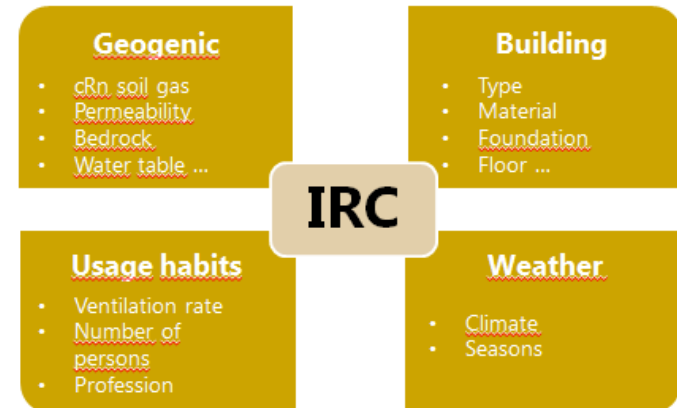 Geogenic
• cRn soil gas
• Permeability
• Bedrock
• Water table ...
Building
• Type
• Material
• Foundation
• Floor ...
IRC
Usage habits
• Ventilation rate
• Number of
persons
• Profession
Weather
• Climate
• Seasons